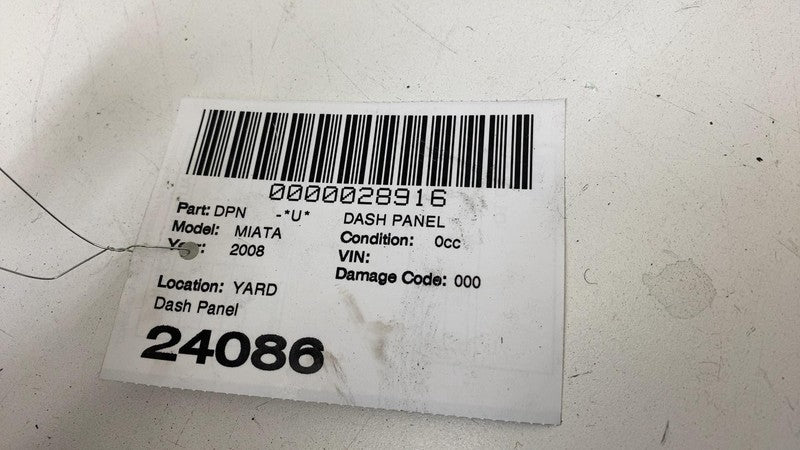 0000028916
Part: DPN -*U* DASH PANEL
Model: MIATA Condition: 0cc
Year: 2008 VIN:
Damage Code: 000
Location: YARD
Dash Panel
24086